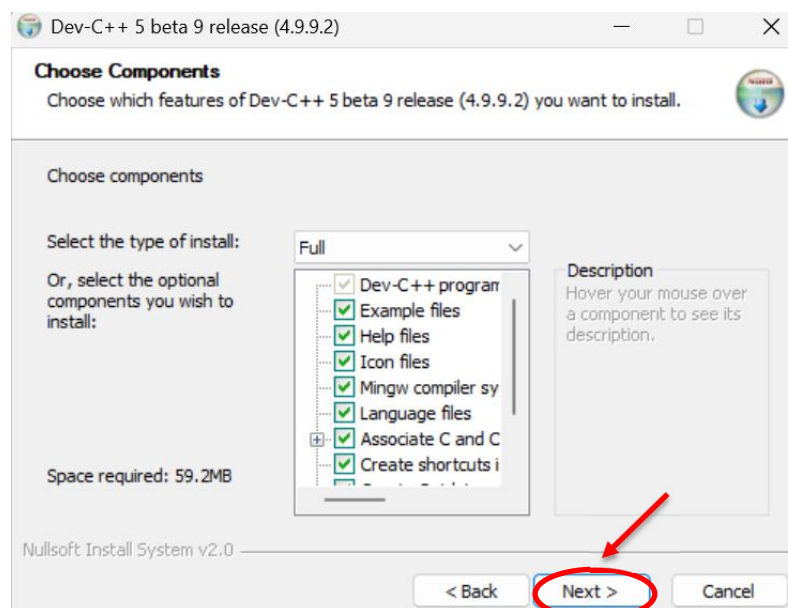 Dev-C++ 5 beta 9 release (4.9.9.2)
Choose Components
Choose which features of Dev-C++ 5 beta 9 release (4.9.9.2) you want to install.
Choose components
Select the type of install:
Full
Or, select the optional
components you wish to
install:
Dev-C++ program
Example files
Help files
Icon files
Mingw compiler sy
Language files
Associate C and C
Create shortcuts i
Description
Hover your mouse over
a component to see its
description.
Space required: 59.2MB
Nullsoft Install System v2.0
< Back
Next >
Cancel